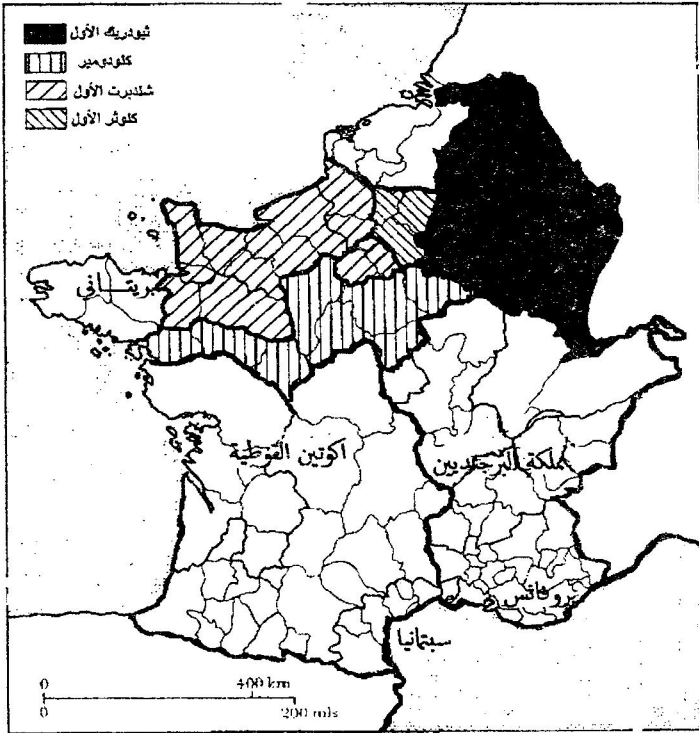 ثيودريك الأول
كلودومير
شلدبرت الأول
كلوثر الأول
بريتاني
اكوتين القوطية
مملكة البرجنديين
بروفانس
سبتمانيا
0 400 km
0 200 mls